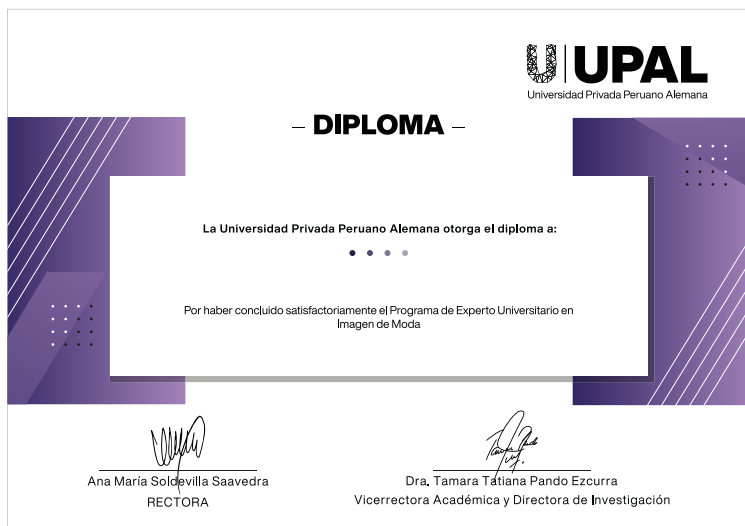 UPAL
Universidad Privada Peruano Alemana
– DIPLOMA –
La Universidad Privada Peruano Alemana otorga el diploma a:
Por haber concluido satisfactoriamente el Programa de Experto Universitario en
Imagen de Moda
Ana María Soldevilla Saavedra
RECTORA
Dra. Tamara Tatiana Pando Ezcurra
Vicerrectora Académica y Directora de Investigación